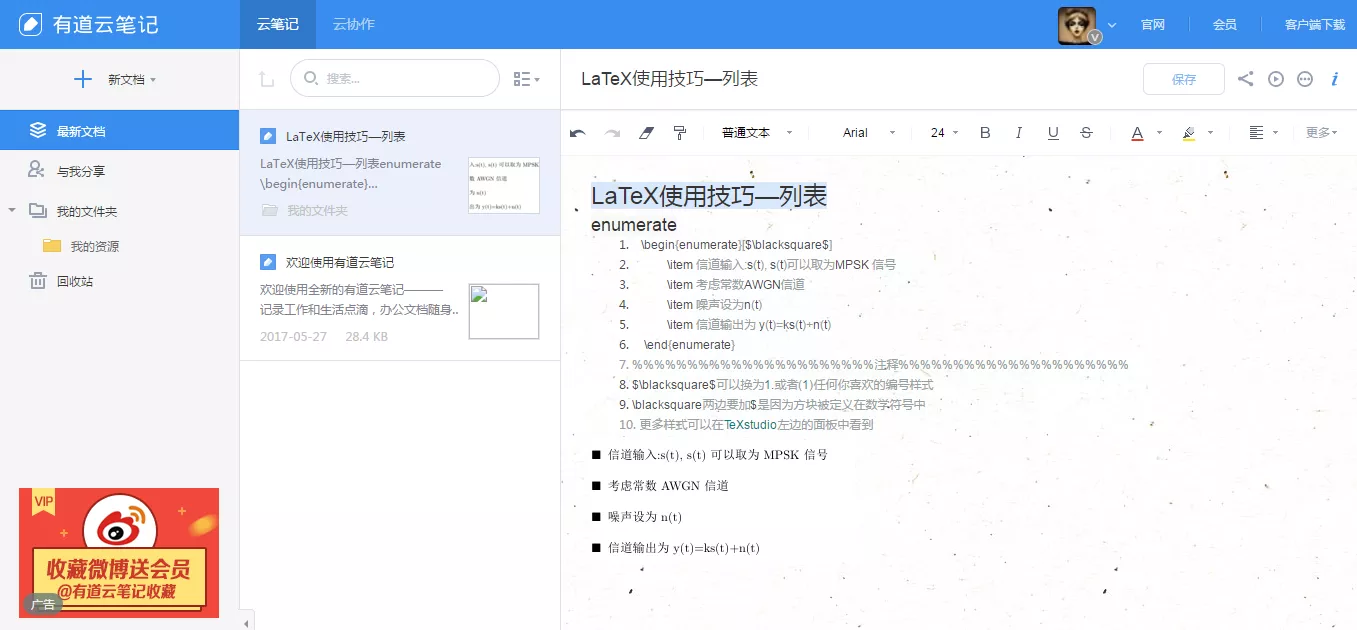 有道云笔记
云笔记
云协作
V
官网
会员
客户端下载
新文档
搜索...
LaTeX使用技巧—列表
保存
最新文档
与我分享
我的文件夹
我的资源
回收站
VIP
收藏微博送会员
@有道云笔记收藏
广告
LaTeX使用技巧—列表
LaTeX使用技巧—列表enumerate
\begin{enumerate}...
我的文件夹
入:s(t), s(t) 可以取为 MPSK
数 AWGN 信道
为 n(t)
出为 y(t)=ks(t)+n(t)
欢迎使用有道云笔记
欢迎使用全新的有道云笔记———
记录工作和生活点滴，办公文档随身..
2017-05-27 28.4 KB
普通文本
Arial
24
B
I
U
S
A
更多
LaTeX使用技巧—列表
enumerate
1. \begin{enumerate}[$\blacksquare$]
2. \item 信道输入:s(t), s(t)可以取为MPSK 信号
3. \item 考虑常数AWGN信道
4. \item 噪声设为n(t)
5. \item 信道输出为 y(t)=ks(t)+n(t)
6. \end{enumerate}
7. %%%%%%%%%%%%%%%%%%%%%%注释%%%%%%%%%%%%%%%%%%%%%
8. $\blacksquare$可以换为1.或者(1)任何你喜欢的编号样式
9. \blacksquare两边要加$是因为方块被定义在数学符号中
10. 更多样式可以在TeXstudio左边的面板中看到
■ 信道输入:s(t), s(t) 可以取为 MPSK 信号
■ 考虑常数 AWGN 信道
■ 噪声设为 n(t)
■ 信道输出为 y(t)=ks(t)+n(t)